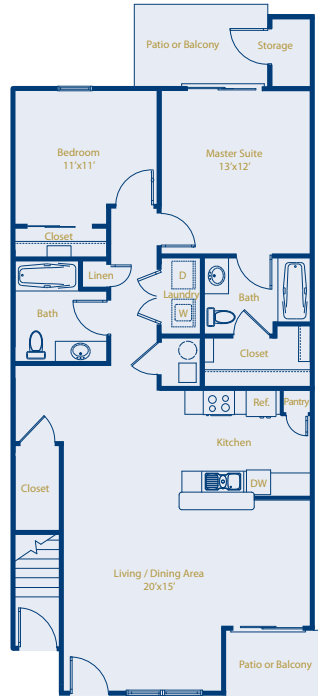 Patio or Balcony
Storage
Bedroom
11'x11'
Master Suite
13'x12'
Closet
Linen
D
Laundry
W
Bath
Bath
Closet
Ref.
Pantry
Kitchen
Closet
DW
Living / Dining Area
20'x15'
Patio or Balcony